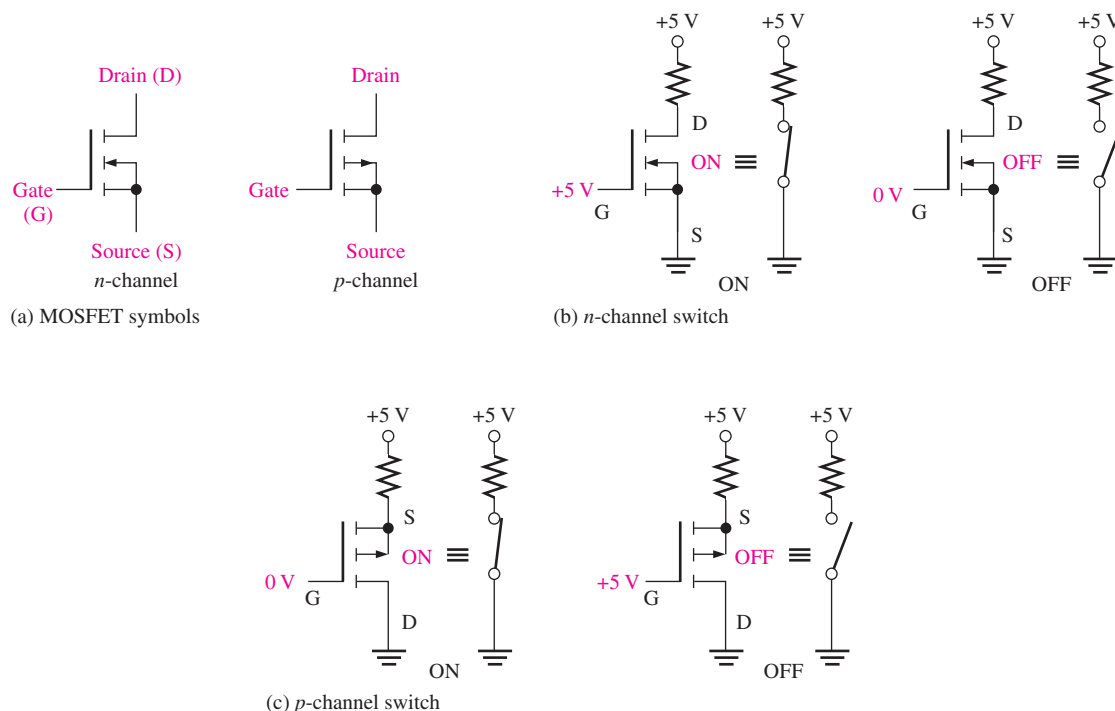 Drain (D)
Drain
Gate
(G)
Gate
Source (S)
Source
n-channel
p-channel
(a) MOSFET symbols
+5 V
+5 V
D
ON
+5 V
G
S
ON
+5 V
+5 V
D
OFF
0 V
G
S
OFF
(b) n-channel switch
+5 V
+5 V
S
ON
0 V
G
D
ON
+5 V
+5 V
S
OFF
+5 V
G
D
OFF
(c) p-channel switch